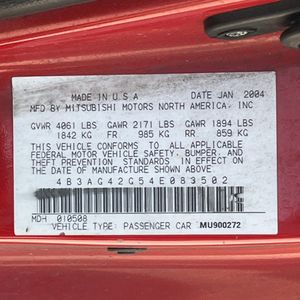 MADE IN U S A DATE JAN 2004
MFD BY MITSUBISHI MOTORS NORTH AMERICA, INC
GVWR 4061 LBS GAWR 2171 LBS GAWR 1894 LBS
1842 KG FR 985 KG RR 859 KG
THIS VEHICLE CONFORMS TO ALL APPLICABLE
FEDERAL MOTOR VEHICLE SAFETY, BUMPER, AND
THEFT PREVENTION STANDARDS IN EFFECT ON
THE DATE OF MANUFACTURE SHOWN ABOVE.
4B3AG42G54E083502
MDH 010508
VEHICLE TYPE: PASSENGER CAR MU900272